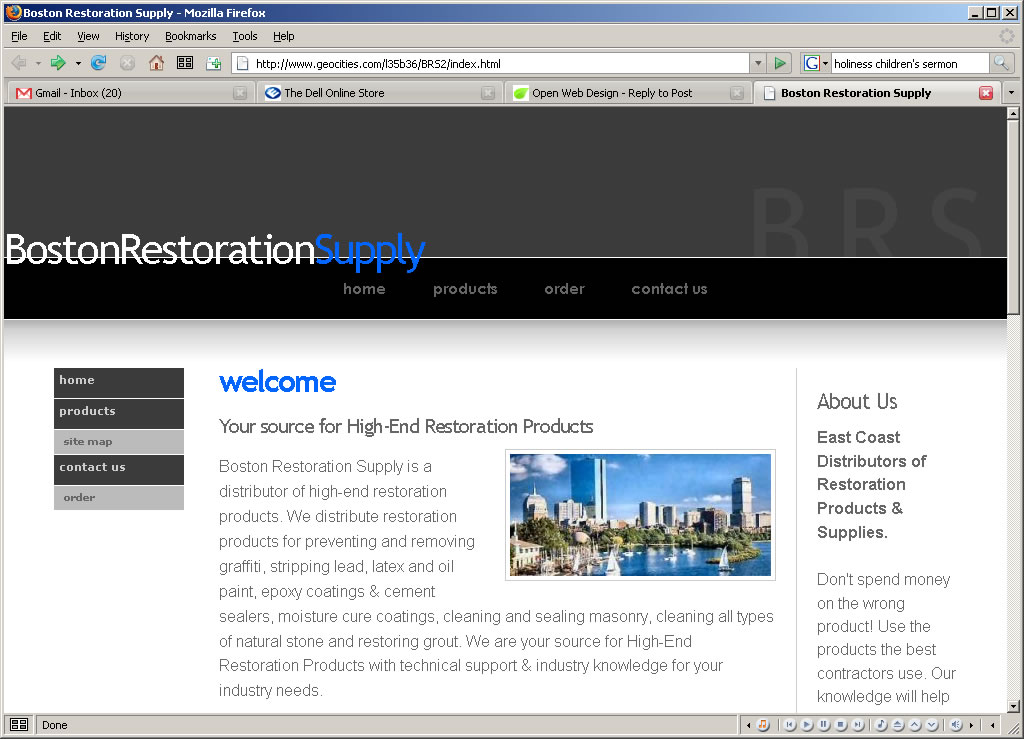 Boston Restoration Supply - Mozilla Firefox
File Edit View History Bookmarks Tools Help
http://www.geocities.com/l35b36/BRS2/index.html
G holiness children's sermon
Gmail - Inbox (20)
The Dell Online Store
Open Web Design - Reply to Post
Boston Restoration Supply
BRS
BostonRestorationSupply
home products order contact us
home
products
site map
contact us
order
welcome
Your source for High-End Restoration Products
Boston Restoration Supply is a
distributor of high-end restoration
products. We distribute restoration
products for preventing and removing
graffiti, stripping lead, latex and oil
paint, epoxy coatings & cement
sealers, moisture cure coatings, cleaning and sealing masonry, cleaning all types
of natural stone and restoring grout. We are your source for High-End
Restoration Products with technical support & industry knowledge for your
industry needs.
About Us
East Coast
Distributors of
Restoration
Products &
Supplies.
Don't spend money
on the wrong
product! Use the
products the best
contractors use. Our
knowledge will help
Done